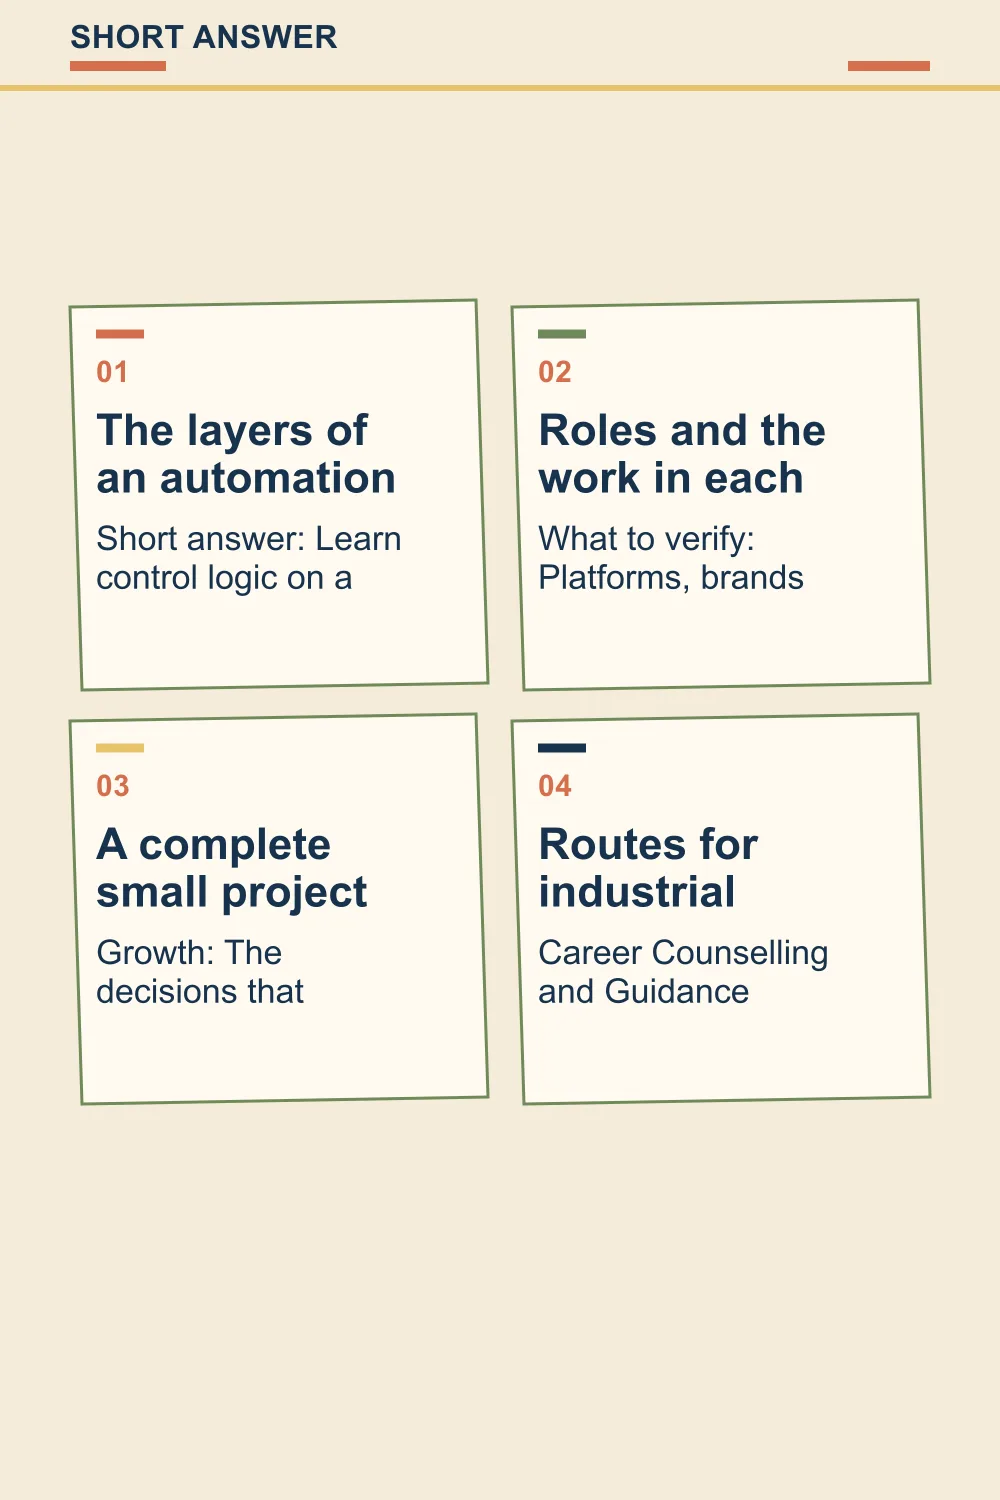 SHORT ANSWER
01
The layers of
an automation
Short answer: Learn
control logic on a
02
Roles and the
work in each
What to verify:
Platforms, brands
03
A complete
small project
Growth: The
decisions that
04
Routes for
industrial
Career Counselling
and Guidance